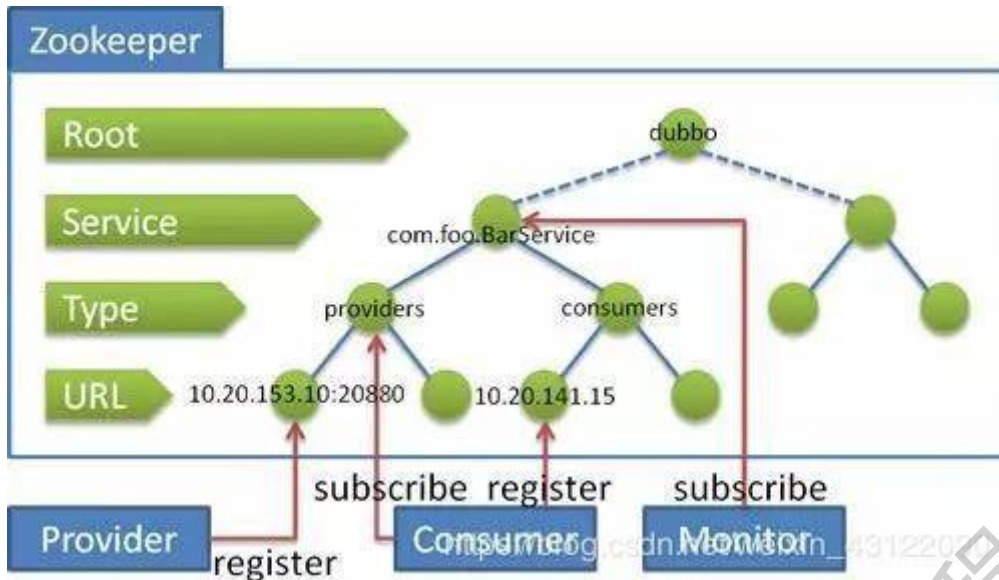 Zookeeper
Root
dubbo
Service
com.foo.BarService
Type
providers
consumers
URL
10.20.153.10:20880
10.20.141.15
subscribe
register
subscribe
Provider
Consumer
Monitor
register